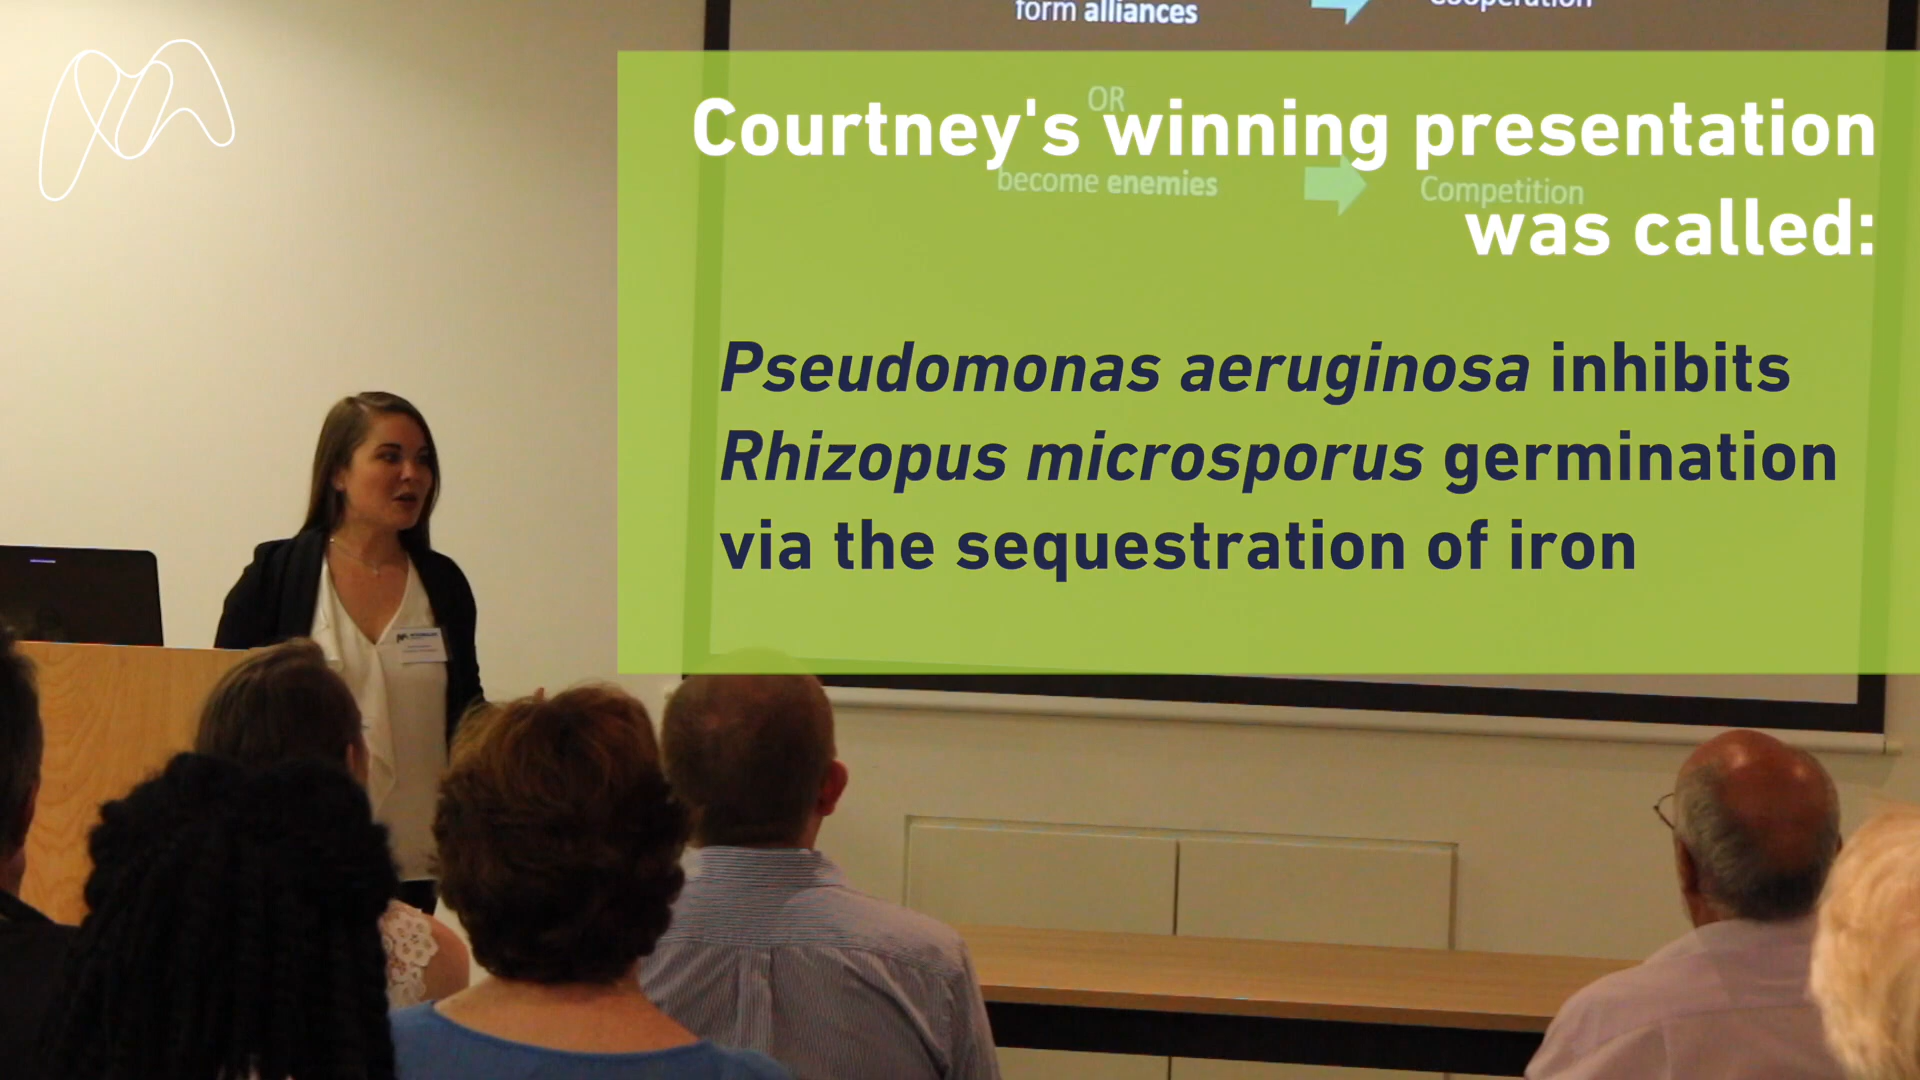 form alliances
OR
Courtney's winning presentation
become enemies
Competition
was called:
Pseudomonas aeruginosa inhibits
Rhizopus microsporus germination
via the sequestration of iron